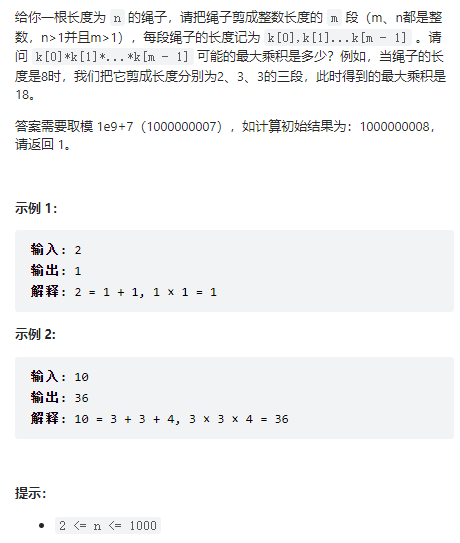 给你一根长度为 n 的绳子，请把绳子剪成整数长度的 m 段（m、n都是整
数，n>1并且m>1），每段绳子的长度记为 k[0],k[1]...k[m - 1] 。请
问 k[0]*k[1]*...*k[m - 1] 可能的最大乘积是多少？例如，当绳子的长
度是8时，我们把它剪成长度分别为2、3、3的三段，此时得到的最大乘积是
18。
答案需要取模 1e9+7（1000000007），如计算初始结果为：1000000008，
请返回 1。
示例 1：
输入: 2
输出: 1
解释: 2 = 1 + 1, 1 × 1 = 1
示例 2:
输入: 10
输出: 36
解释: 10 = 3 + 3 + 4, 3 × 3 × 4 = 36
提示：
• 2 <= n <= 1000